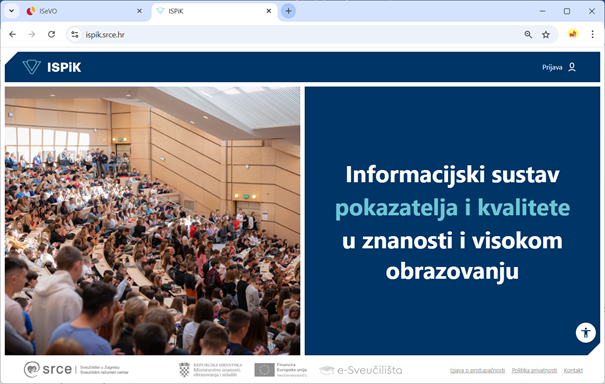 ISeVO
ISPiK
ispik.srce.hr
ISPiK
Prijava
Informacijski sustav
pokazatelja i kvalitete
u znanosti i visokom
obrazovanju
srce
Sveučilište u Zagrebu
Sveučilišni računski centar
REPUBLIKA HRVATSKA
Ministarstvo znanosti,
obrazovanja i mladih
Financira
Europska unija
e-Sveučilišta
Izjava o pristupačnosti
Politika privatnosti
Kontakt